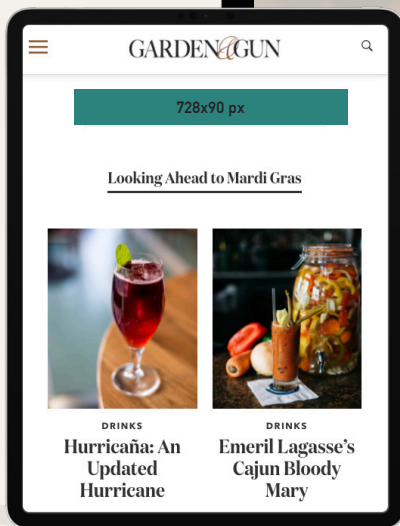 GARDEN&GUN
728x90 px
Looking Ahead to Mardi Gras
DRINKS
Hurricaña: An
Updated
Hurricane
DRINKS
Emeril Lagasse's
Cajun Bloody
Mary